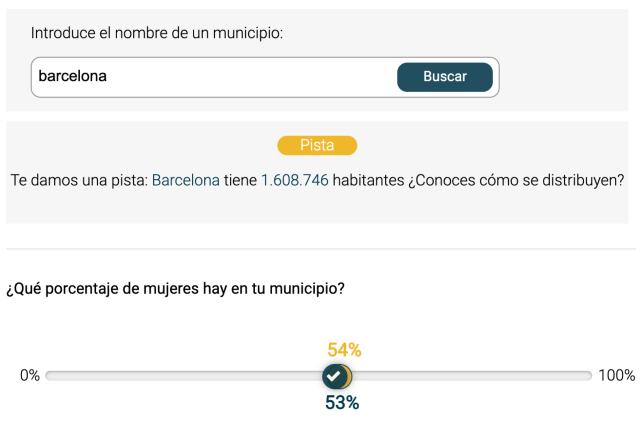 Introduce el nombre de un municipio:
barcelona
Buscar
Pista
Te damos una pista: Barcelona tiene 1.608.746 habitantes ¿Conoces cómo se distribuyen?
¿Qué porcentaje de mujeres hay en tu municipio?
54%
0%
100%
53%